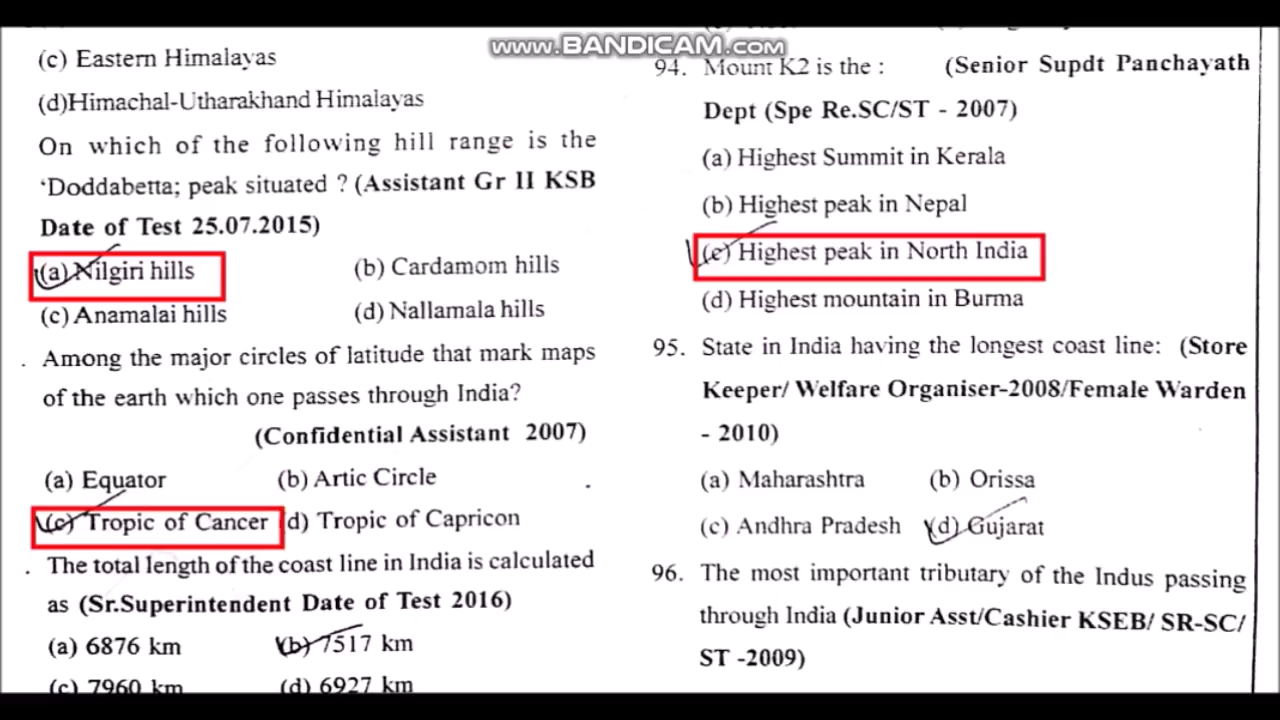 www.BANDICAM.com
(c) Eastern Himalayas
(d)Himachal-Utharakhand Himalayas
On which of the following hill range is the
‘Doddabetta; peak situated ? (Assistant Gr II KSB
Date of Test 25.07.2015)
(a) Nilgiri hills (b) Cardamom hills
(c) Anamalai hills (d) Nallamala hills
. Among the major circles of latitude that mark maps
of the earth which one passes through India?
(Confidential Assistant 2007)
(a) Equator (b) Artic Circle
(c) Tropic of Cancer (d) Tropic of Capricon
. The total length of the coast line in India is calculated
as (Sr.Superintendent Date of Test 2016)
(a) 6876 km (b) 7517 km
(c) 7960 km (d) 6927 km
94. Mount K2 is the : (Senior Supdt Panchayath
Dept (Spe Re.SC/ST - 2007)
(a) Highest Summit in Kerala
(b) Highest peak in Nepal
(c) Highest peak in North India
(d) Highest mountain in Burma
95. State in India having the longest coast line: (Store
Keeper/ Welfare Organiser-2008/Female Warden
- 2010)
(a) Maharashtra (b) Orissa
(c) Andhra Pradesh (d) Gujarat
96. The most important tributary of the Indus passing
through India (Junior Asst/Cashier KSEB/ SR-SC/
ST -2009)